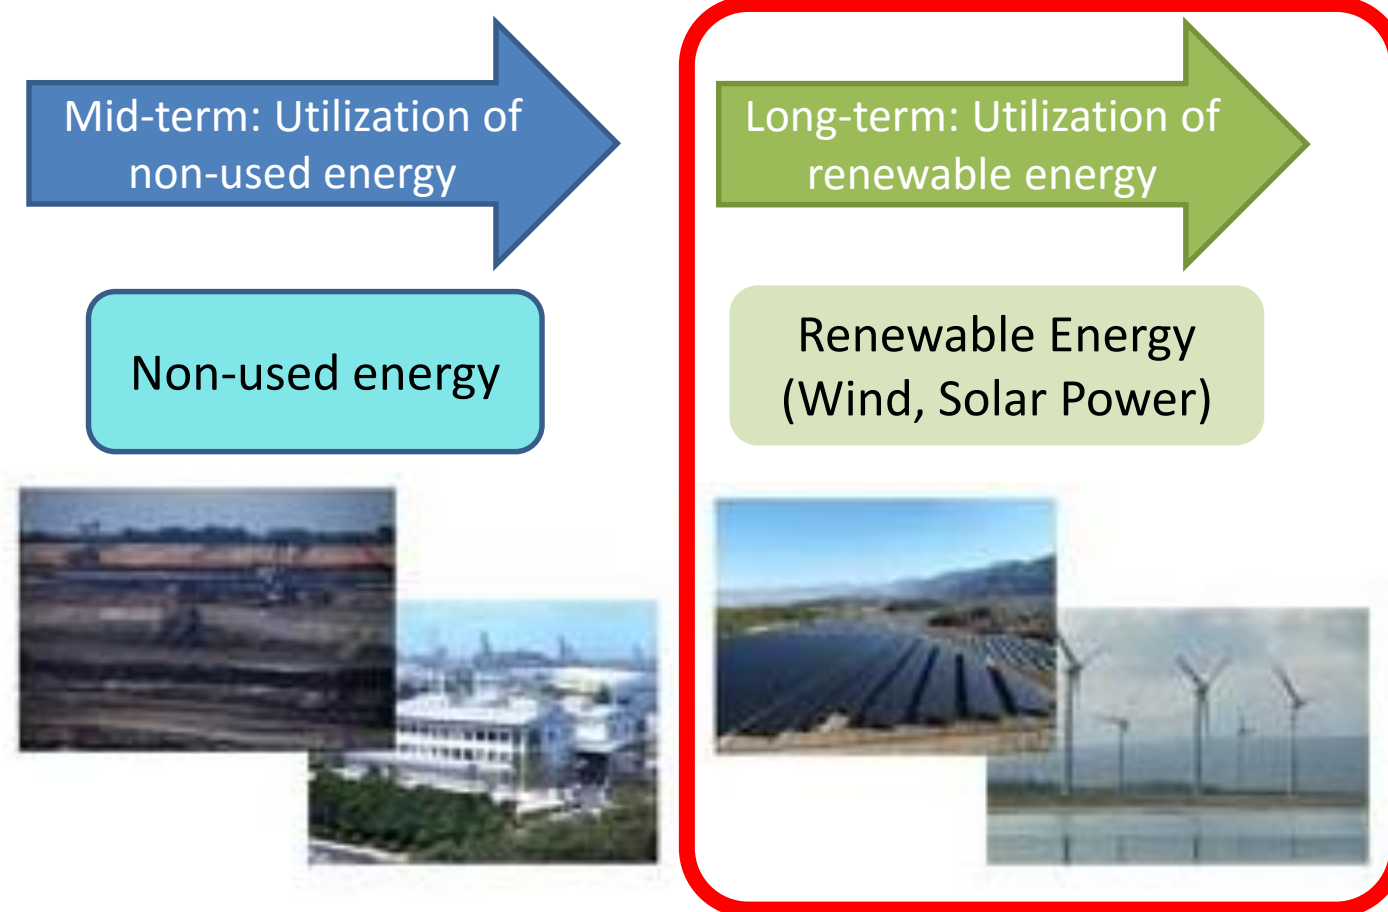 Mid-term: Utilization of
non-used energy
Non-used energy
Long-term: Utilization of
renewable energy
Renewable Energy
(Wind, Solar Power)